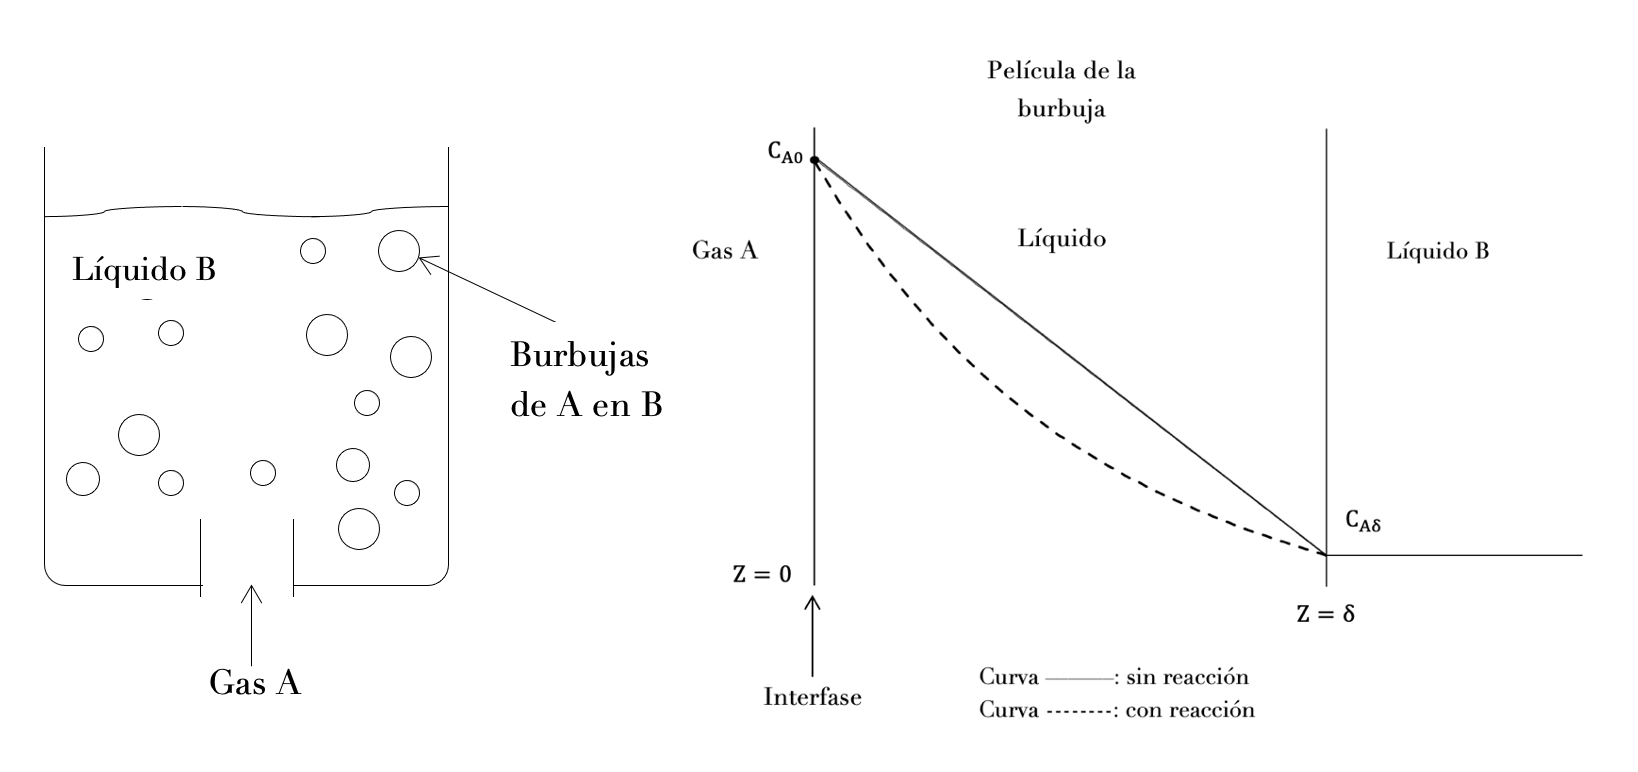 Líquido B
Burbujas
de A en B
Gas A
Película de la
burbuja
C_A0
Gas A
Líquido
Líquido B
C_Aδ
Z = 0
Z = δ
Interfase
Curva ———: sin reacción
Curva --------: con reacción